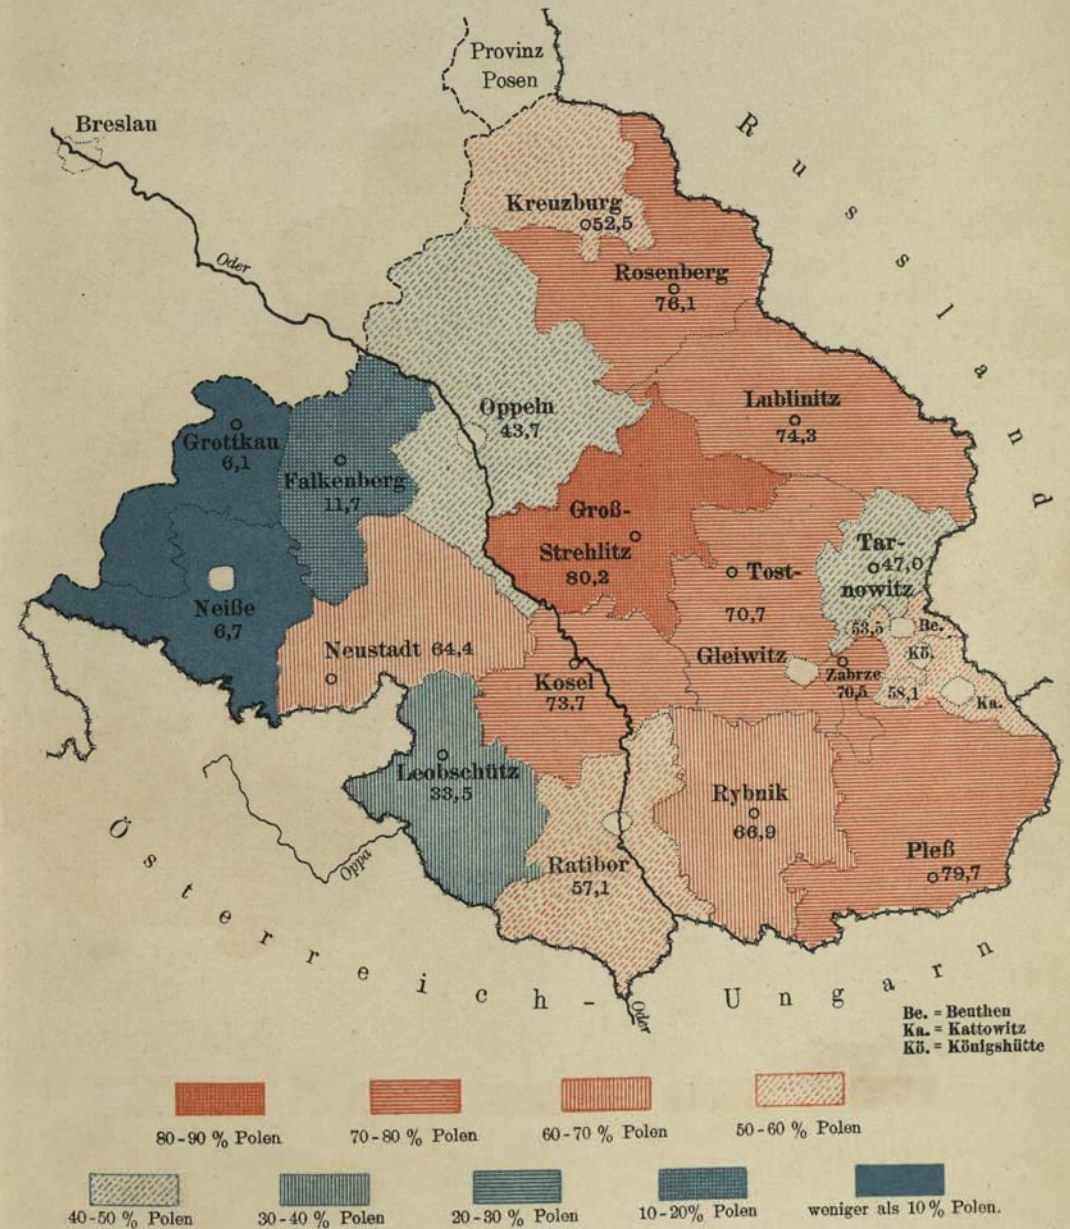 Provinz
Posen
Breslau
Oder
Russland
Kreuzburg
52,5
Rosenberg
76,1
Lublinitz
74,3
Oppeln
43,7
Grottkau
6,1
Falkenberg
11,7
Groß-
Strehlitz
80,2
Tar-
47,0
nowitz
Tost-
70,7
Gleiwitz
Neiße
6,7
Neustadt 64,4
53,5
Be.
Kö.
Zabrze
70,5
58,1
Ka.
Kosel
73,7
Leobschütz
33,5
Rybnik
66,9
Ratibor
57,1
Pleß
79,7
Oppa
Österreich-Ungarn
Oder
Be. = Beuthen
Ka. = Kattowitz
Kö. = Königshütte
80-90 % Polen
70-80 % Polen
60-70 % Polen
50-60 % Polen
40-50 % Polen
30-40 % Polen
20-30 % Polen
10-20% Polen
weniger als 10% Polen.